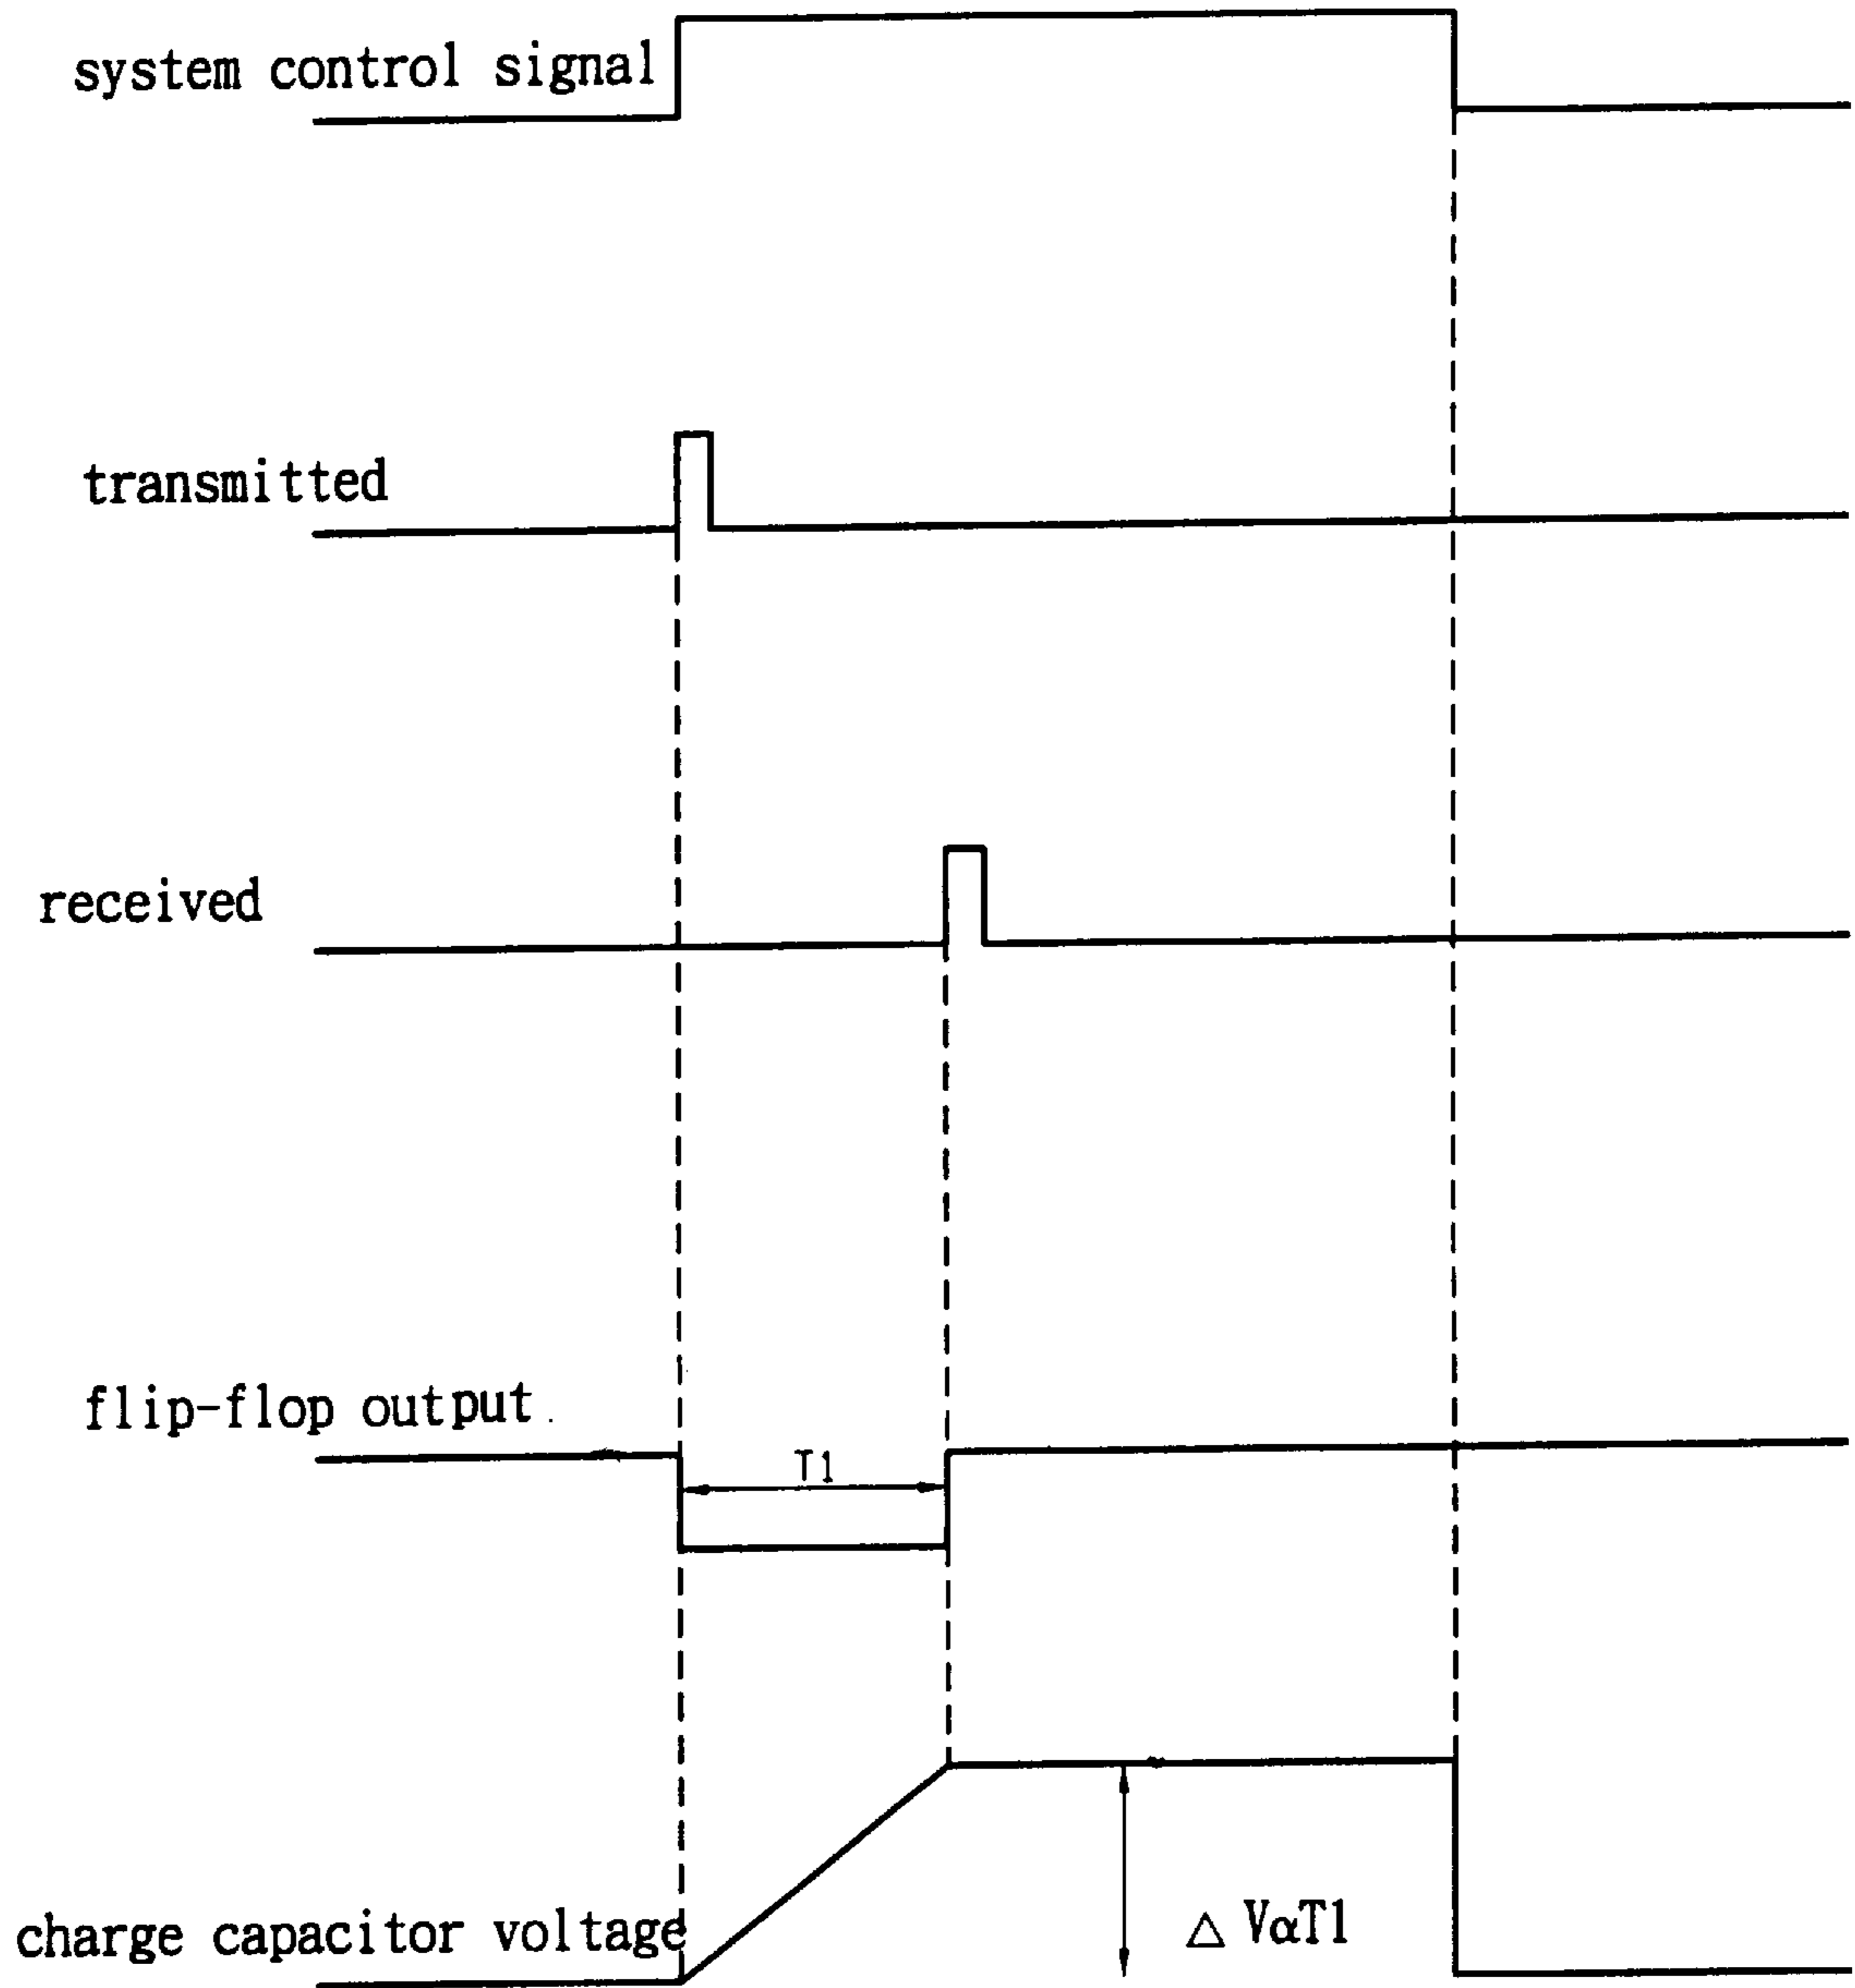 system control signal
transmitted
received
flip-flop output
T1
charge capacitor voltage
△ VαT1